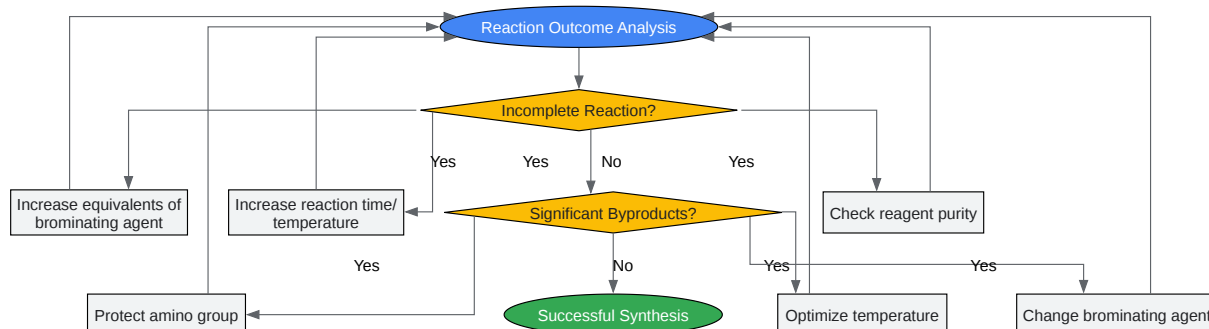 Reaction Outcome Analysis
Incomplete Reaction?
Yes
Yes
No
Yes
Increase equivalents of
brominating agent
Increase reaction time/
temperature
Significant Byproducts?
Check reagent purity
Yes
No
Yes
Yes
Protect amino group
Successful Synthesis
Optimize temperature
Change brominating agent